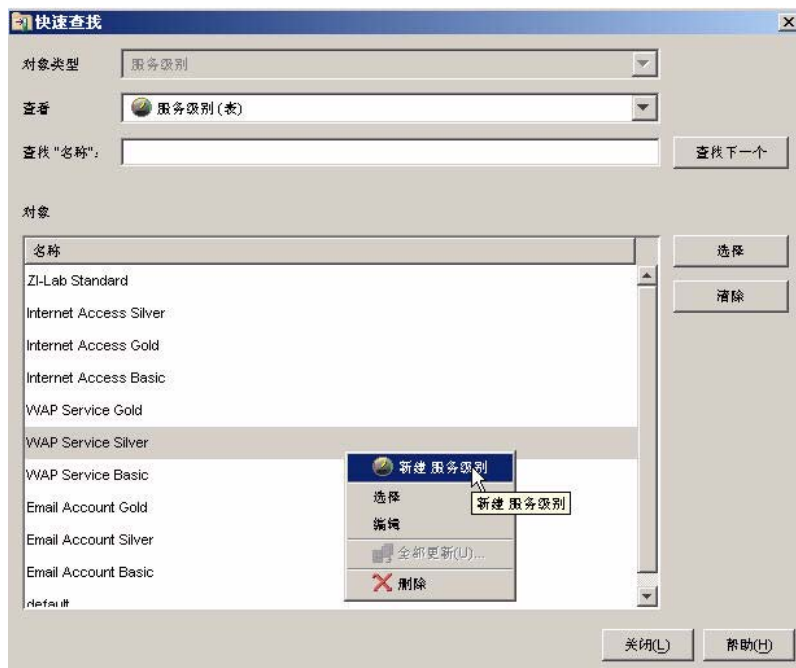 快速查找
对象类型
服务级别
查看
服务级别(表)
查找"名称":
查找下一个
对象
名称
选择
ZI-Lab Standard
清除
Internet Access Silver
Internet Access Gold
Internet Access Basic
WAP Service Gold
WAP Service Silver
新建 服务级别
WAP Service Basic
选择
新建 服务级别
Email Account Gold
编辑
Email Account Silver
全部更新(U)...
Email Account Basic
删除
default
关闭(L)
帮助(H)